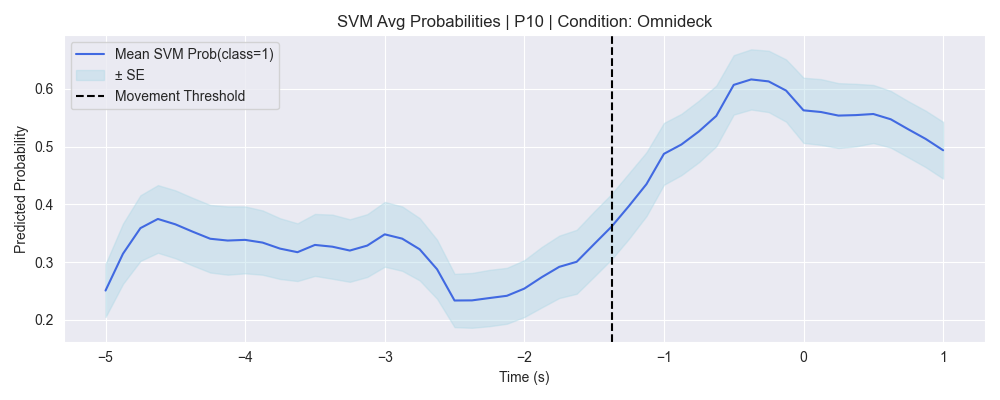 SVM Avg Probabilities | P10 | Condition: Omnideck
Mean SVM Prob(class=1)
± SE
Movement Threshold
Predicted Probability
0.6
0.5
0.4
0.3
0.2
−5 −4 −3 −2 −1 0 1
Time (s)